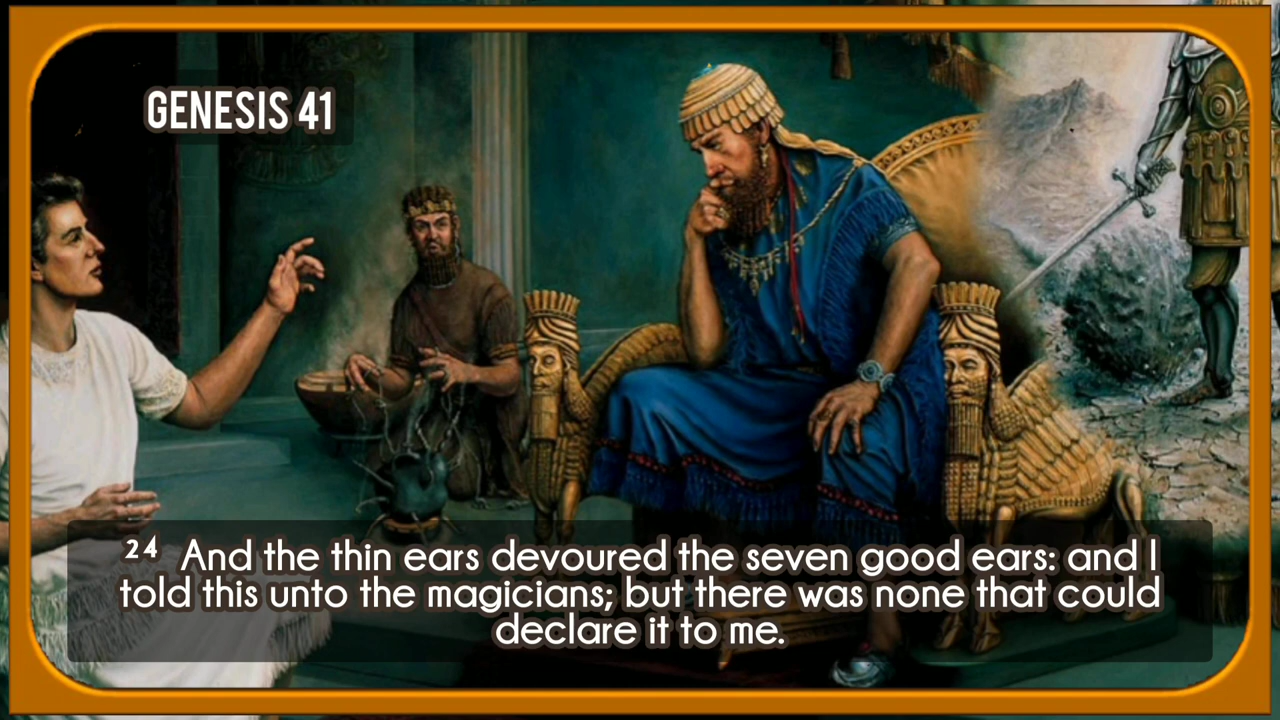 GENESIS 41
24 And the thin ears devoured the seven good ears: and I
told this unto the magicians; but there was none that could
declare it to me.